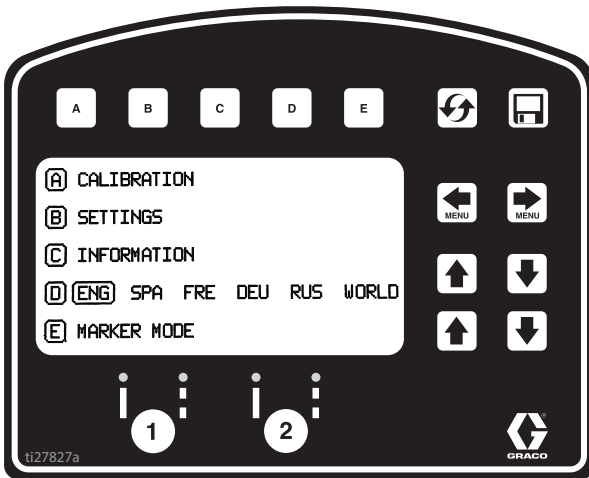 A B C D E
A CALIBRATION
MENU MENU
B SETTINGS
C INFORMATION
D ENG SPA FRE DEU RUS WORLD
E MARKER MODE
1 2
GRACO
ti27827a